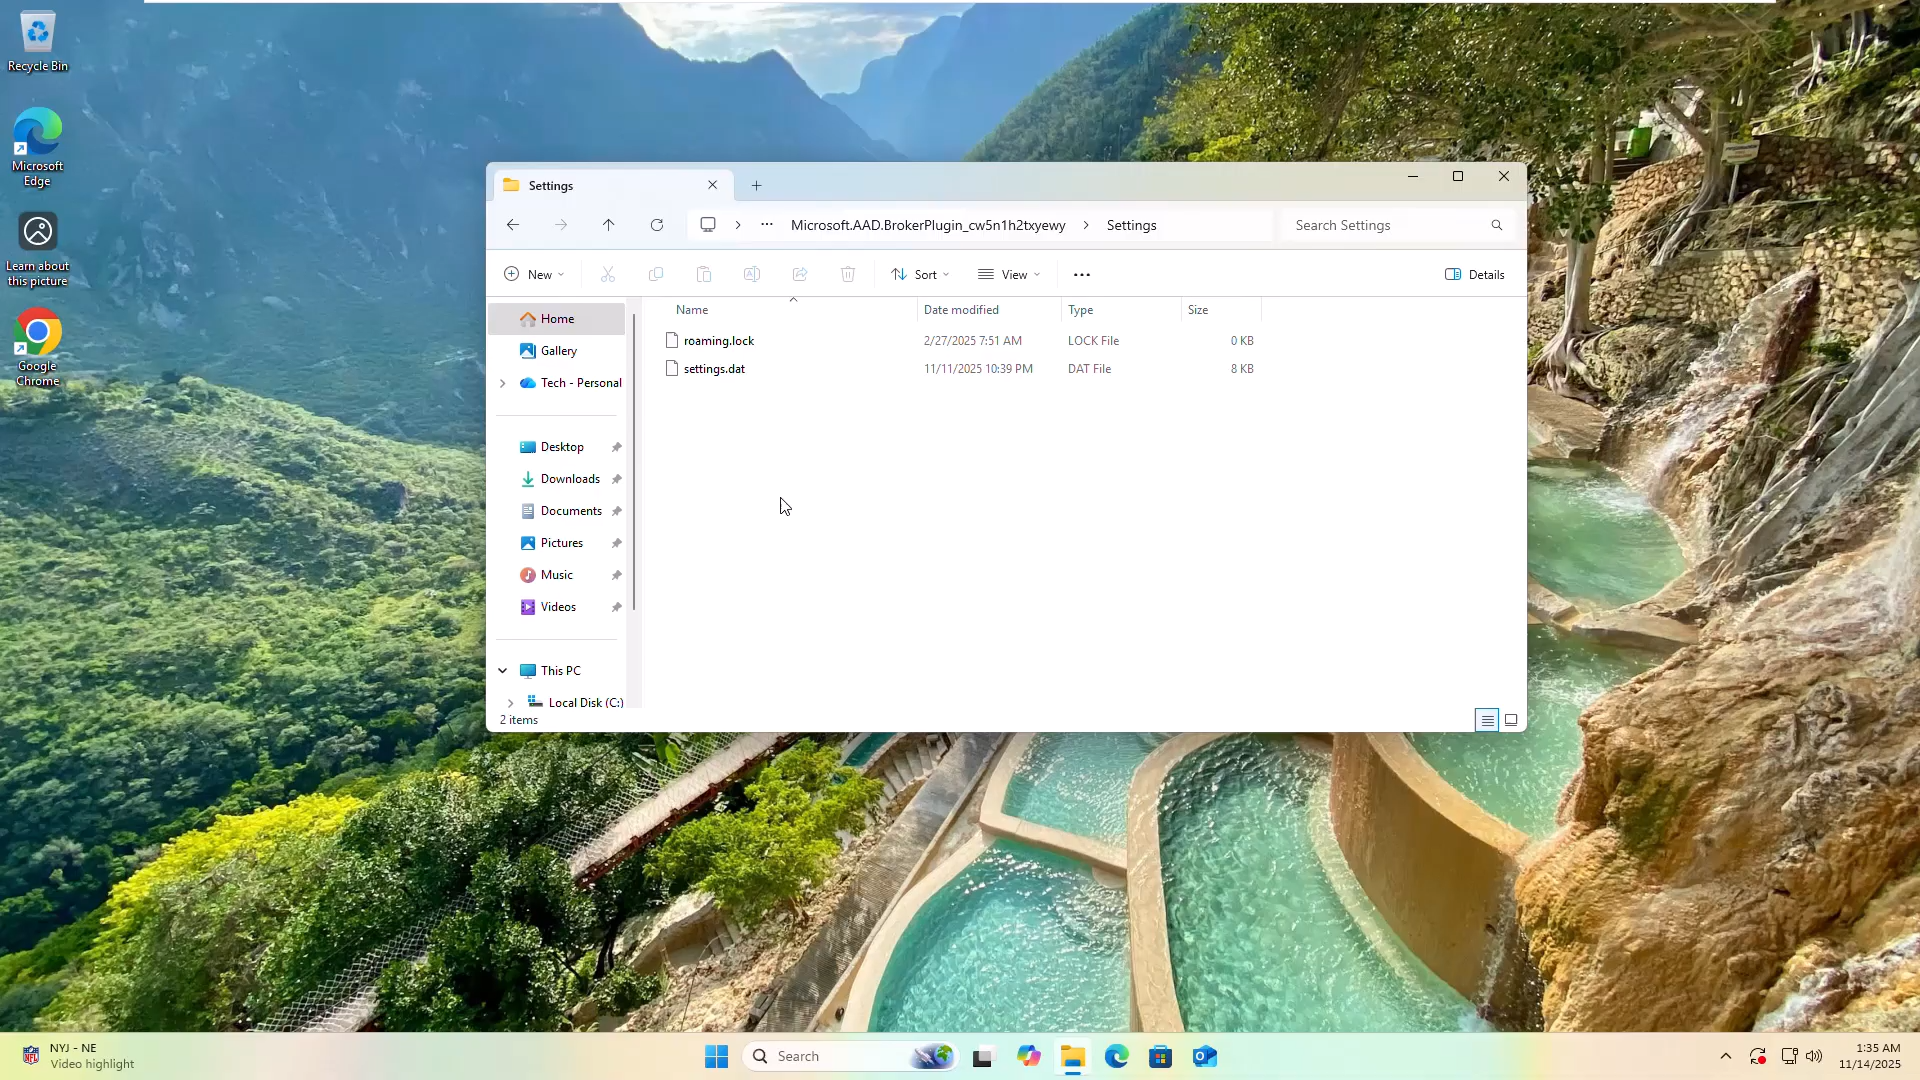 Recycle Bin
Microsoft
Edge
Learn about
this picture
Google
Chrome
Settings
Microsoft.AAD.BrokerPlugin_cw5n1h2txyewy
Settings
Search Settings
New
Sort
View
Details
Name
Date modified
Type
Size
roaming.lock
2/27/2025 7:51 AM
LOCK File
0 KB
settings.dat
11/11/2025 10:39 PM
DAT File
8 KB
Home
Gallery
Tech - Personal
Desktop
Downloads
Documents
Pictures
Music
Videos
This PC
Local Disk (C:)
2 items
NYJ - NE
Video highlight
Search
1:35 AM
11/14/2025